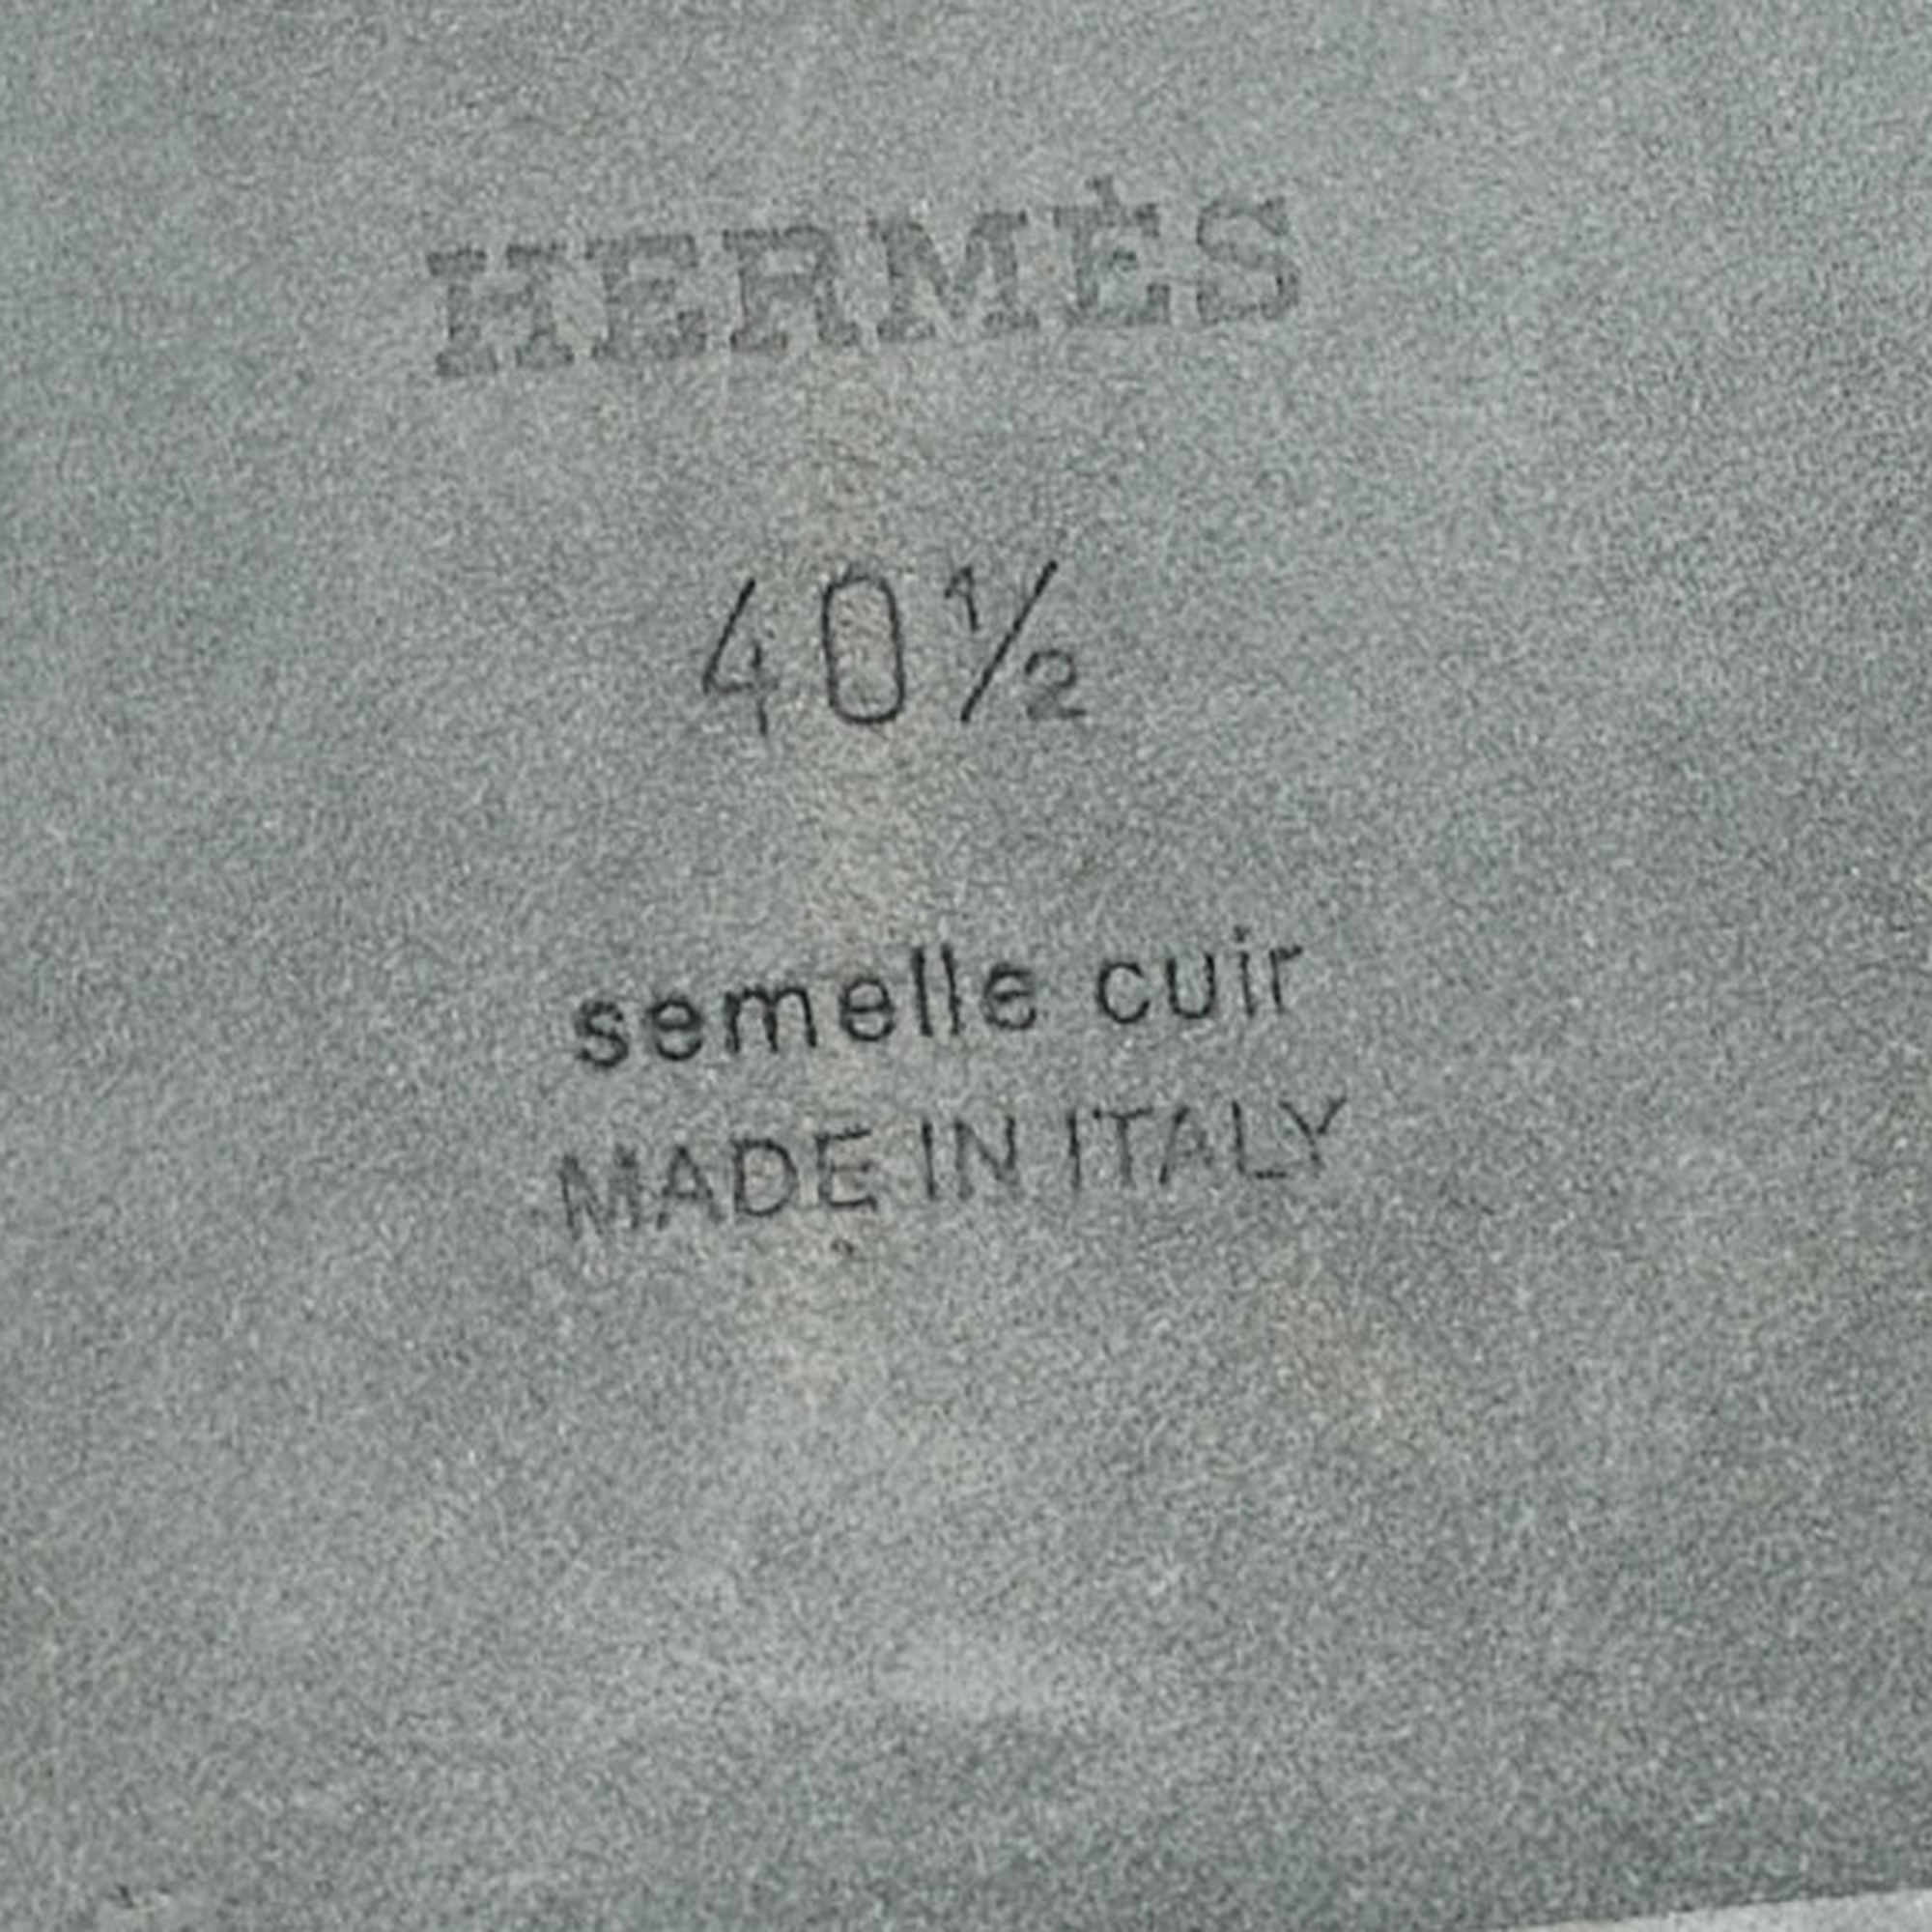 HERMÈS
40½
semelle cuir
MADE IN ITALY